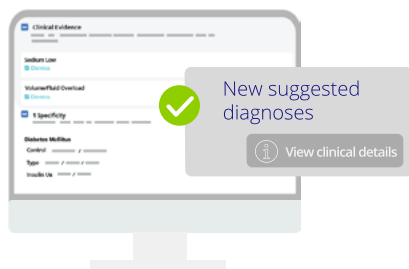 Clinical Evidence
Sodium Low
Dismiss
Volume/Fluid Overload
Dismiss
1 Specificity
Diabetes Mellitus
Control / 
Type / /
Insulin Us /
New suggested
diagnoses
View clinical details